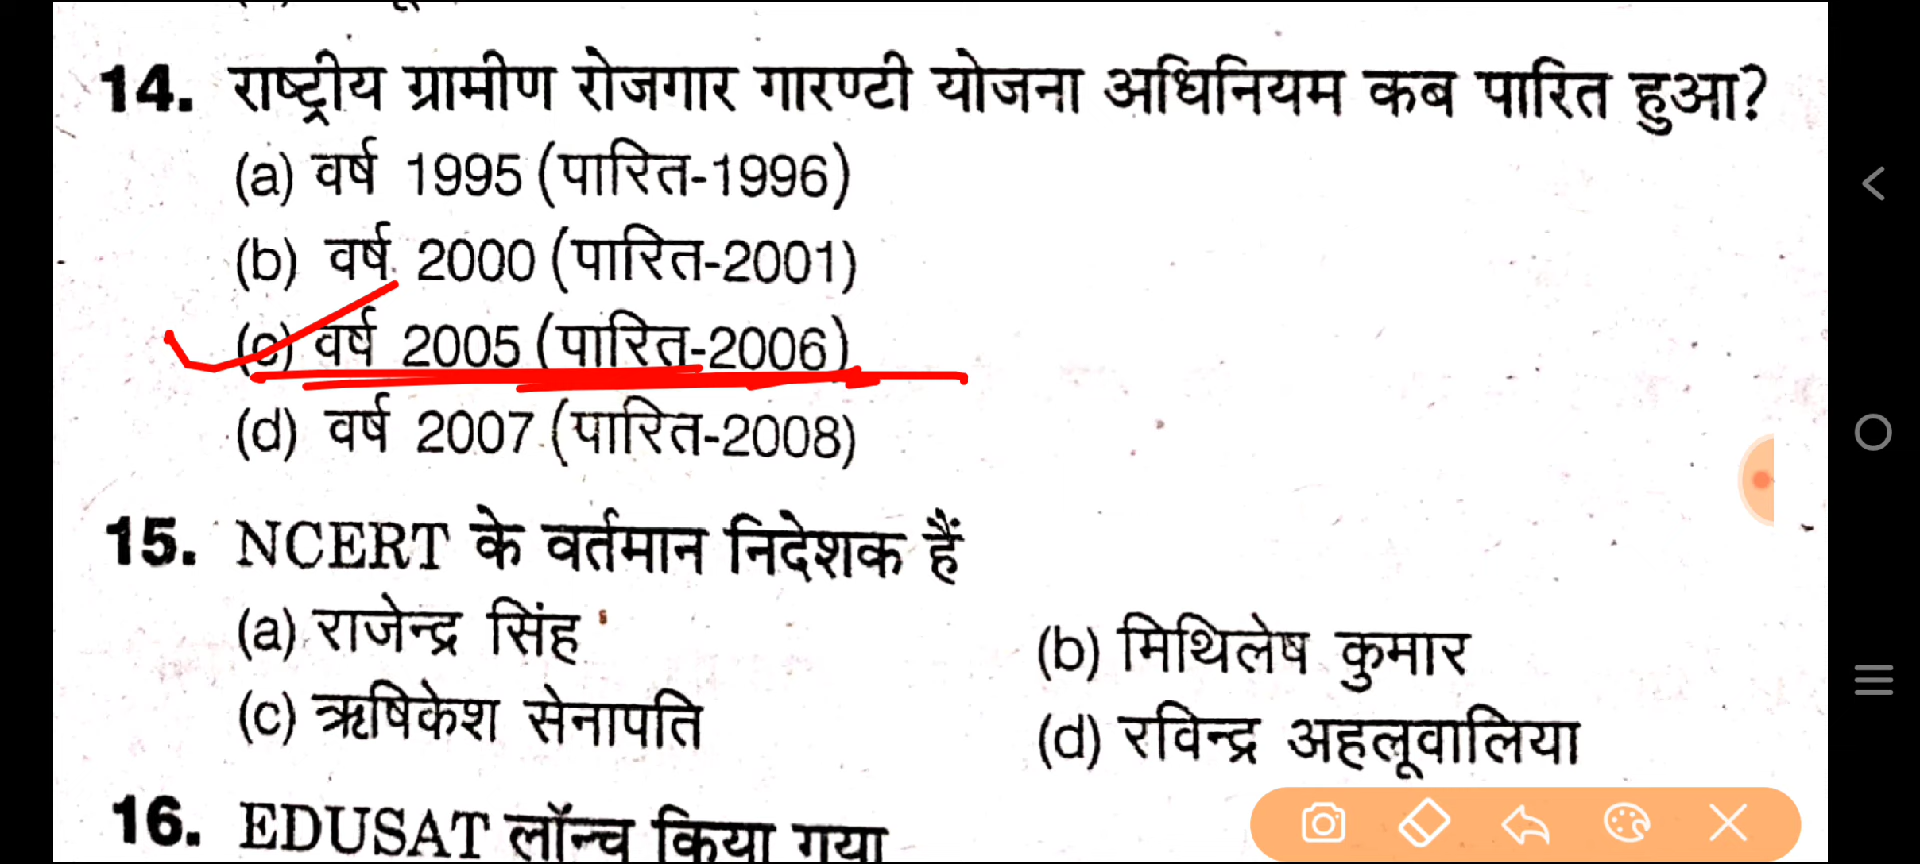 14. राष्ट्रीय ग्रामीण रोजगार गारण्टी योजना अधिनियम कब पारित हुआ?
(a) वर्ष 1995 (पारित-1996)
(b) वर्ष 2000 (पारित-2001)
(c) वर्ष 2005 (पारित-2006)
(d) वर्ष 2007 (पारित-2008)
15. NCERT के वर्तमान निदेशक हैं
(a) राजेन्द्र सिंह
(b) मिथिलेष कुमार
(c) ऋषिकेश सेनापति
(d) रविन्द्र अहलूवालिया
16. EDUSAT लॉन्च किया गया